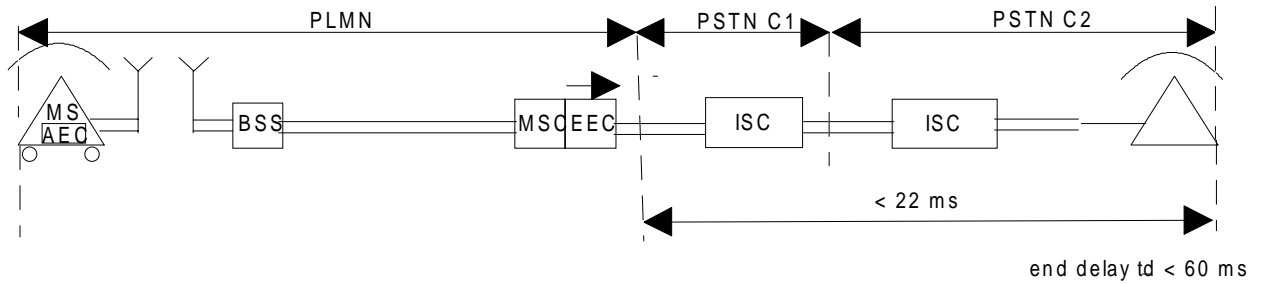 PLMN
PSTN C1
PSTN C2
MS
AEC
BSS
MSC
EEC
ISC
ISC
< 22 ms
end delay td < 60 ms